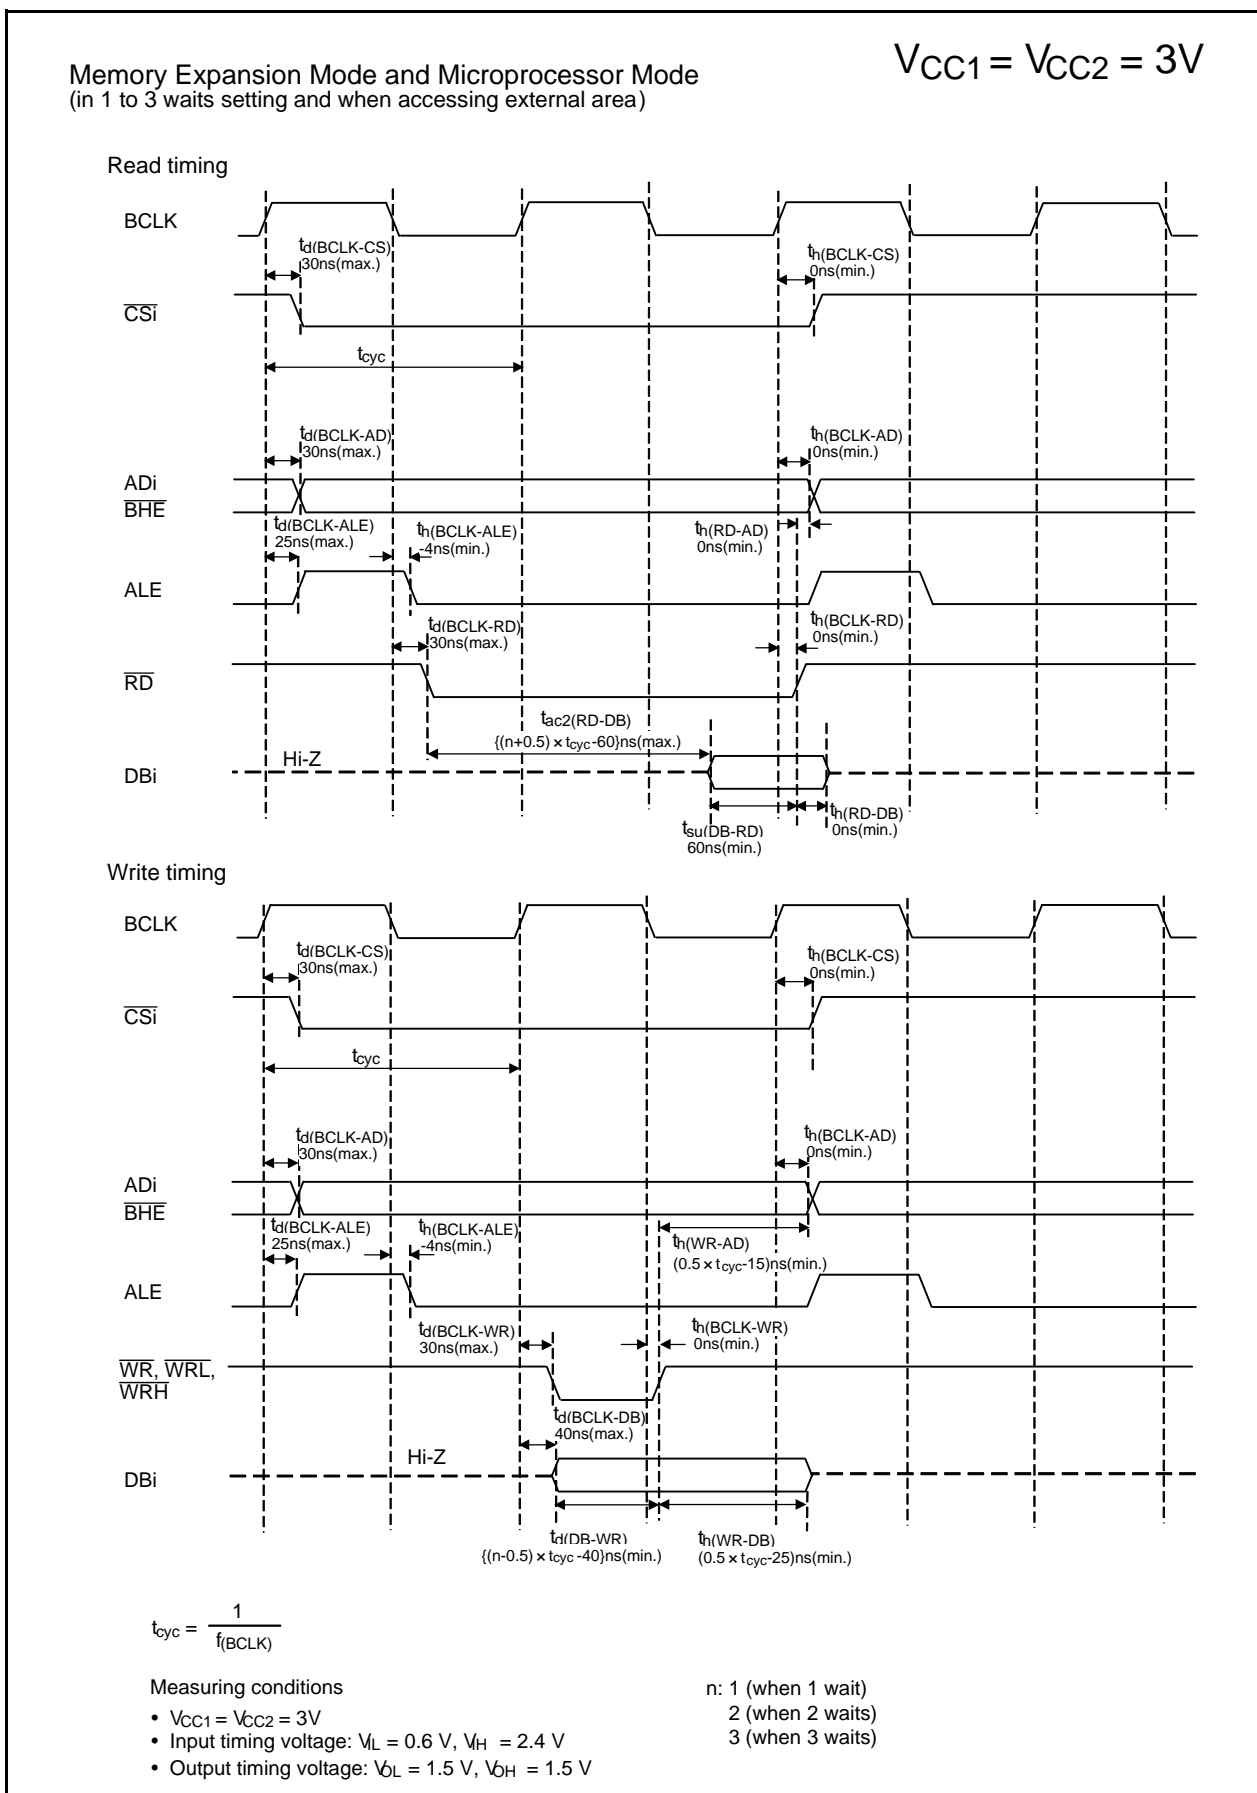 VCC1 = VCC2 = 3V
Memory Expansion Mode and Microprocessor Mode
(in 1 to 3 waits setting and when accessing external area)
Read timing
BCLK
td(BCLK-CS)
30ns(max.)
th(BCLK-CS)
0ns(min.)
CSi
tcyc
td(BCLK-AD)
30ns(max.)
th(BCLK-AD)
0ns(min.)
ADi
BHE
td(BCLK-ALE)
25ns(max.)
th(BCLK-ALE)
-4ns(min.)
th(RD-AD)
0ns(min.)
ALE
td(BCLK-RD)
30ns(max.)
th(BCLK-RD)
0ns(min.)
RD
tac2(RD-DB)
{(n+0.5) × tcyc-60}ns(max.)
Hi-Z
DBi
tsu(DB-RD)
60ns(min.)
th(RD-DB)
0ns(min.)
Write timing
BCLK
td(BCLK-CS)
30ns(max.)
th(BCLK-CS)
0ns(min.)
CSi
tcyc
td(BCLK-AD)
30ns(max.)
th(BCLK-AD)
0ns(min.)
ADi
BHE
td(BCLK-ALE)
25ns(max.)
th(BCLK-ALE)
-4ns(min.)
th(WR-AD)
(0.5 × tcyc-15)ns(min.)
ALE
td(BCLK-WR)
30ns(max.)
th(BCLK-WR)
0ns(min.)
WR, WRL,
WRH
td(BCLK-DB)
40ns(max.)
Hi-Z
DBi
td(DB-WR)
{(n-0.5) × tcyc-40}ns(min.)
th(WR-DB)
(0.5 × tcyc-25)ns(min.)
tcyc = 1 / f(BCLK)
Measuring conditions
• VCC1 = VCC2 = 3V
• Input timing voltage: VIL = 0.6 V, VIH = 2.4 V
• Output timing voltage: VOL = 1.5 V, VOH = 1.5 V
n: 1 (when 1 wait)
2 (when 2 waits)
3 (when 3 waits)